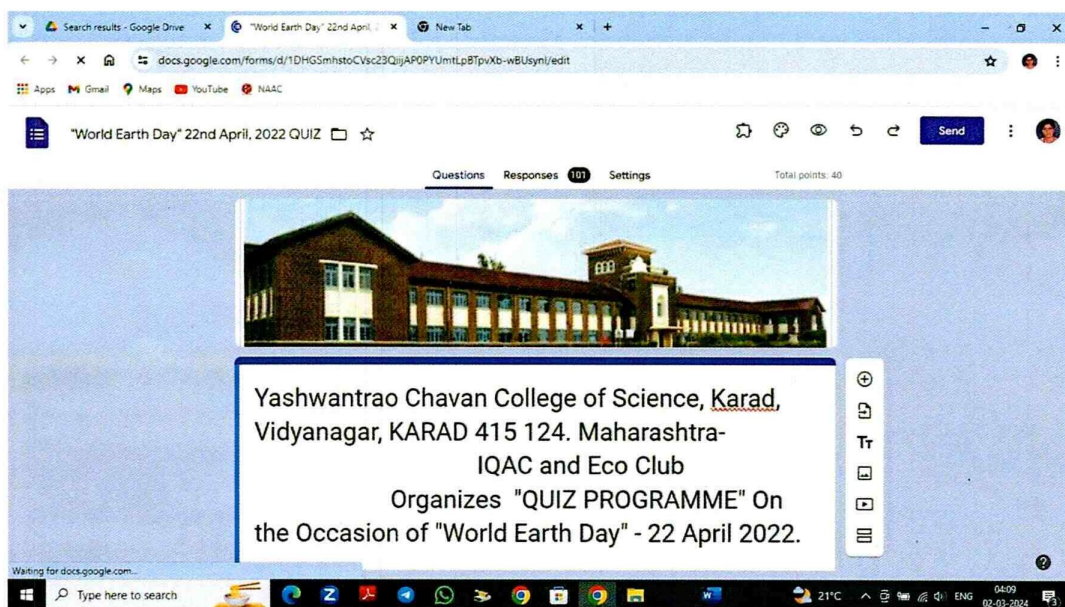 Search results - Google Drive
"World Earth Day" 22nd April, 2
New Tab
docs.google.com/forms/d/1DHGSmhstoCVsc23QiijAP0PYUmtLpBTpvXb-wBUsynI/edit
Apps Gmail Maps YouTube NAAC
"World Earth Day" 22nd April, 2022 QUIZ
Send
Questions Responses 101 Settings Total points: 40
Yashwantrao Chavan College of Science, Karad,
Vidyanagar, KARAD 415 124. Maharashtra-
IQAC and Eco Club
Organizes "QUIZ PROGRAMME" On
the Occasion of "World Earth Day" - 22 April 2022.
Tт
Waiting for docs.google.com...
Type here to search
21°C ENG 04:09
02-03-2024